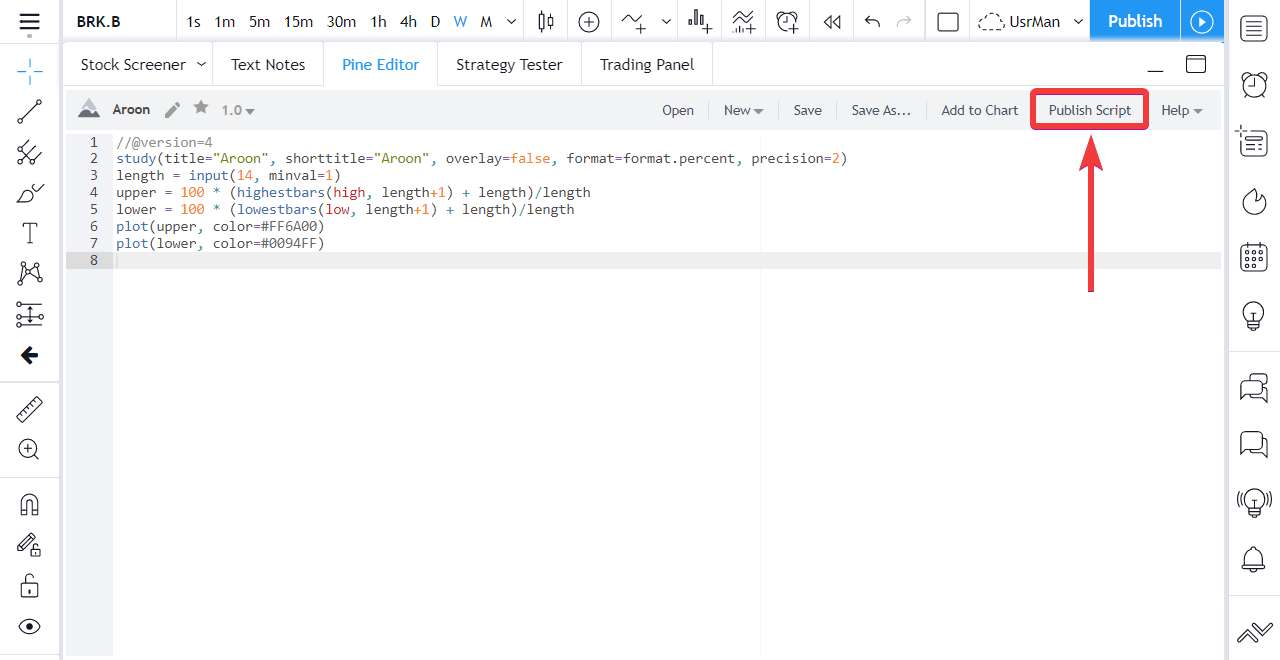 BRK.B 1s 1m 5m 15m 30m 1h 4h D W M UsrMan Publish
Stock Screener Text Notes Pine Editor Strategy Tester Trading Panel
Aroon 1.0 Open New Save Save As... Add to Chart Publish Script Help
1 //@version=4
2 study(title="Aroon", shorttitle="Aroon", overlay=false, format=format.percent, precision=2)
3 length = input(14, minval=1)
4 upper = 100 * (highestbars(high, length+1) + length)/length
5 lower = 100 * (lowestbars(low, length+1) + length)/length
6 plot(upper, color=#FF6A00)
7 plot(lower, color=#0094FF)
8